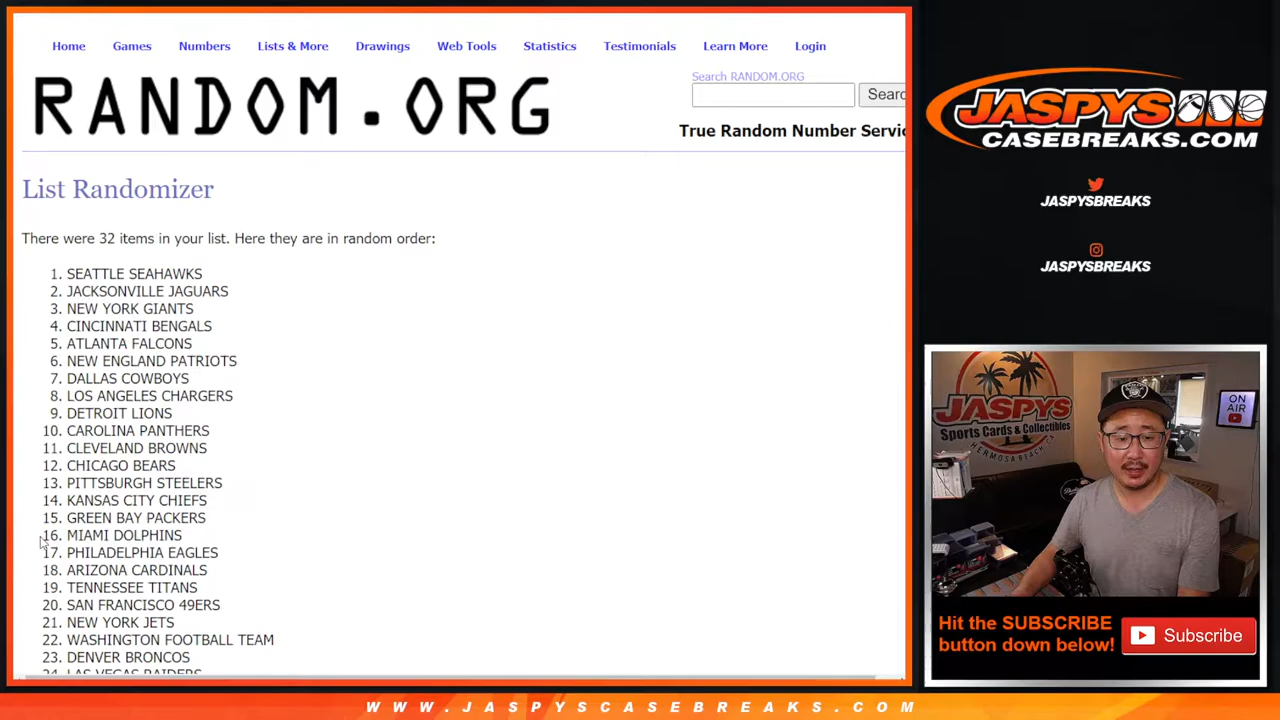 Home Games Numbers Lists & More Drawings Web Tools Statistics Testimonials Learn More Login
RANDOM.ORG
Search RANDOM.ORG
Searc
True Random Number Servic
List Randomizer
There were 32 items in your list. Here they are in random order:
1. SEATTLE SEAHAWKS
2. JACKSONVILLE JAGUARS
3. NEW YORK GIANTS
4. CINCINNATI BENGALS
5. ATLANTA FALCONS
6. NEW ENGLAND PATRIOTS
7. DALLAS COWBOYS
8. LOS ANGELES CHARGERS
9. DETROIT LIONS
10. CAROLINA PANTHERS
11. CLEVELAND BROWNS
12. CHICAGO BEARS
13. PITTSBURGH STEELERS
14. KANSAS CITY CHIEFS
15. GREEN BAY PACKERS
16. MIAMI DOLPHINS
17. PHILADELPHIA EAGLES
18. ARIZONA CARDINALS
19. TENNESSEE TITANS
20. SAN FRANCISCO 49ERS
21. NEW YORK JETS
22. WASHINGTON FOOTBALL TEAM
23. DENVER BRONCOS
24. LAS VEGAS RAIDERS
JASPYS
CASEBREAKS.COM
JASPYSBREAKS
JASPYSBREAKS
JASPYS
Sports Cards & Collectibles
HERMOSA BEACH
ON
AIR
Hit the SUBSCRIBE
button down below!
Subscribe
WWW.JASPYSCASEBREAKS.COM